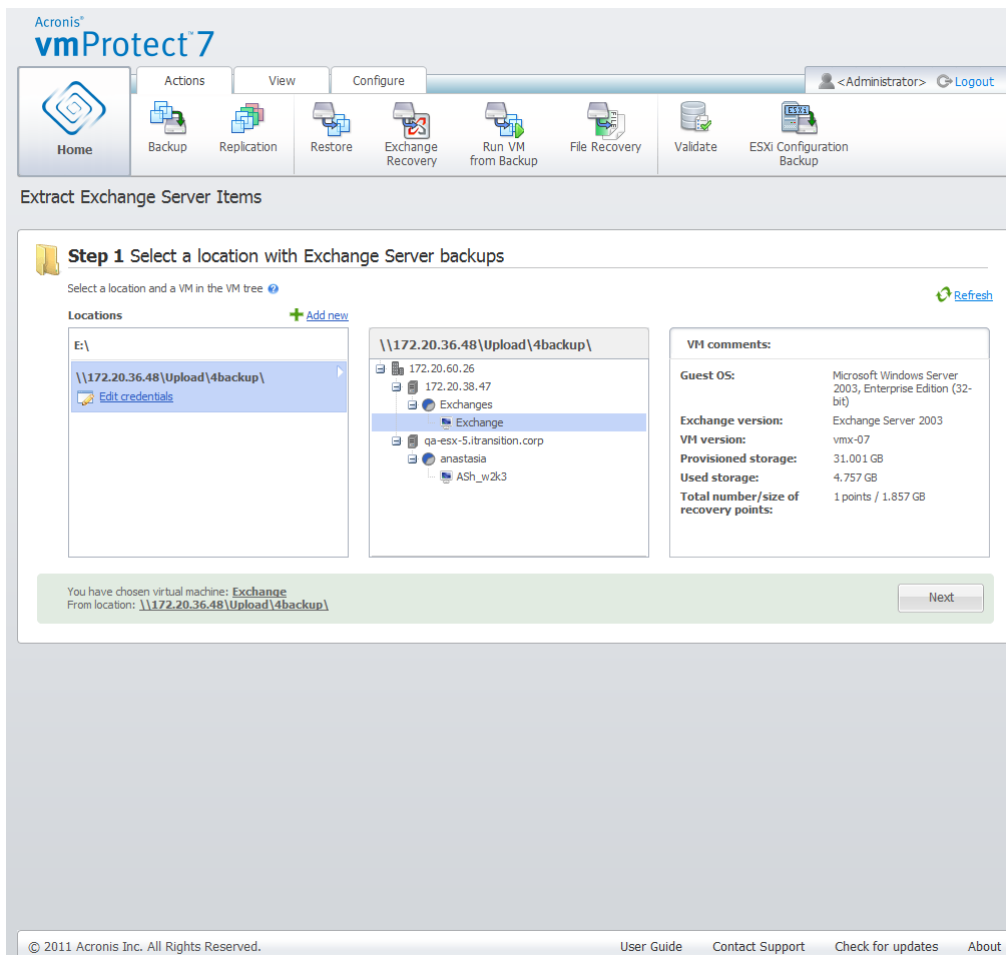 Acronis®
vmProtect™7
Actions View Configure
<Administrator> Logout
Home
Backup
Replication
Restore
Exchange
Recovery
Run VM
from Backup
File Recovery
Validate
ESXi
ESXi Configuration
Backup
Extract Exchange Server Items
Step 1 Select a location with Exchange Server backups
Select a location and a VM in the VM tree ?
Refresh
Locations
Add new
E:\
\\172.20.36.48\Upload\4backup\
Edit credentials
\\172.20.36.48\Upload\4backup\
172.20.60.26
172.20.38.47
Exchanges
Exchange
qa-esx-5.itransition.corp
anastasia
ASh_w2k3
VM comments:
Guest OS: Microsoft Windows Server
2003, Enterprise Edition (32-
bit)
Exchange version: Exchange Server 2003
VM version: vmx-07
Provisioned storage: 31.001 GB
Used storage: 4.757 GB
Total number/size of 1 points / 1.857 GB
recovery points:
You have chosen virtual machine: Exchange
From location: \\172.20.36.48\Upload\4backup\
Next
© 2011 Acronis Inc. All Rights Reserved.
User Guide Contact Support Check for updates About